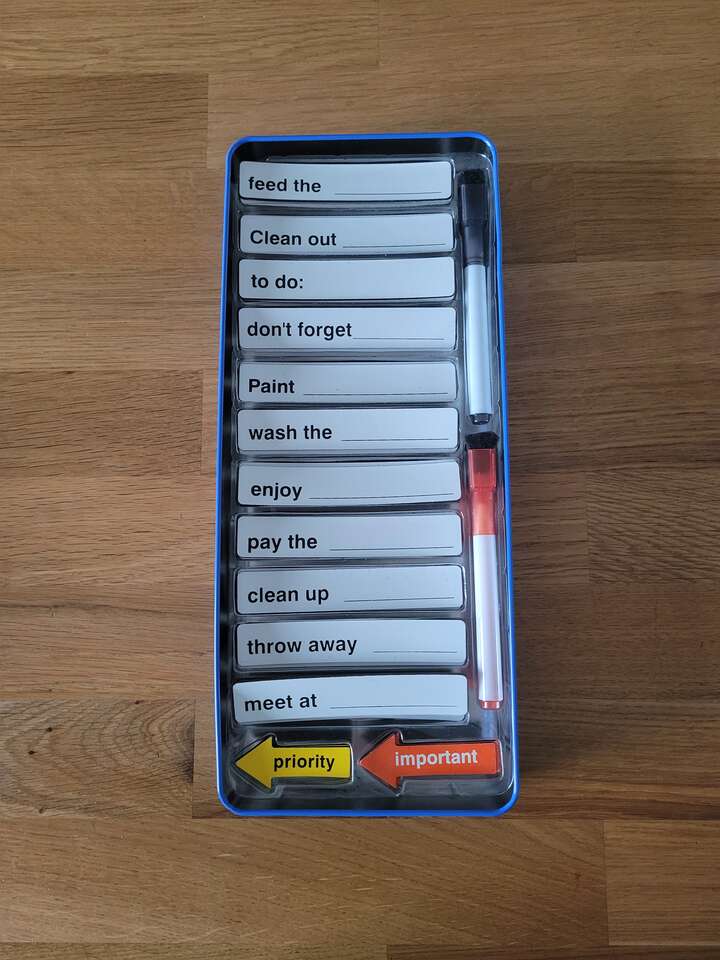 feed the
Clean out
to do:
don't forget
Paint
wash the
enjoy
pay the
clean up
throw away
meet at
priority
important